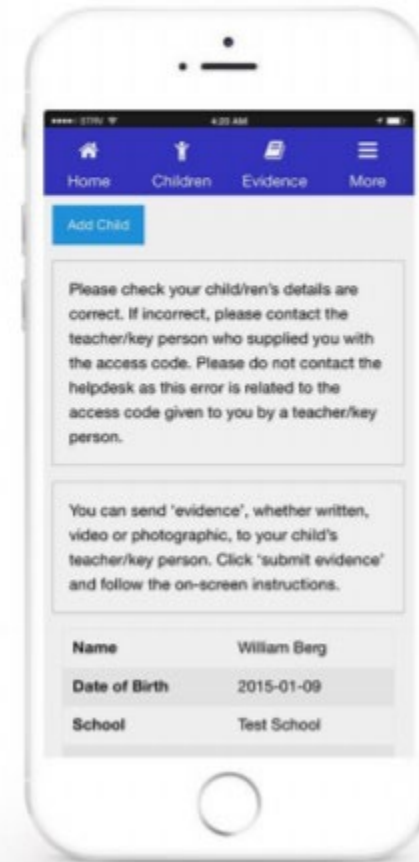 4:20 AM
Home Children Evidence More
Add Child
Please check your child/ren's details are
correct. If incorrect, please contact the
teacher/key person who supplied you with
the access code. Please do not contact the
helpdesk as this error is related to the
access code given to you by a teacher/key
person.
You can send 'evidence', whether written,
video or photographic, to your child's
teacher/key person. Click 'submit evidence'
and follow the on-screen instructions.
Name William Berg
Date of Birth 2015-01-09
School Test School